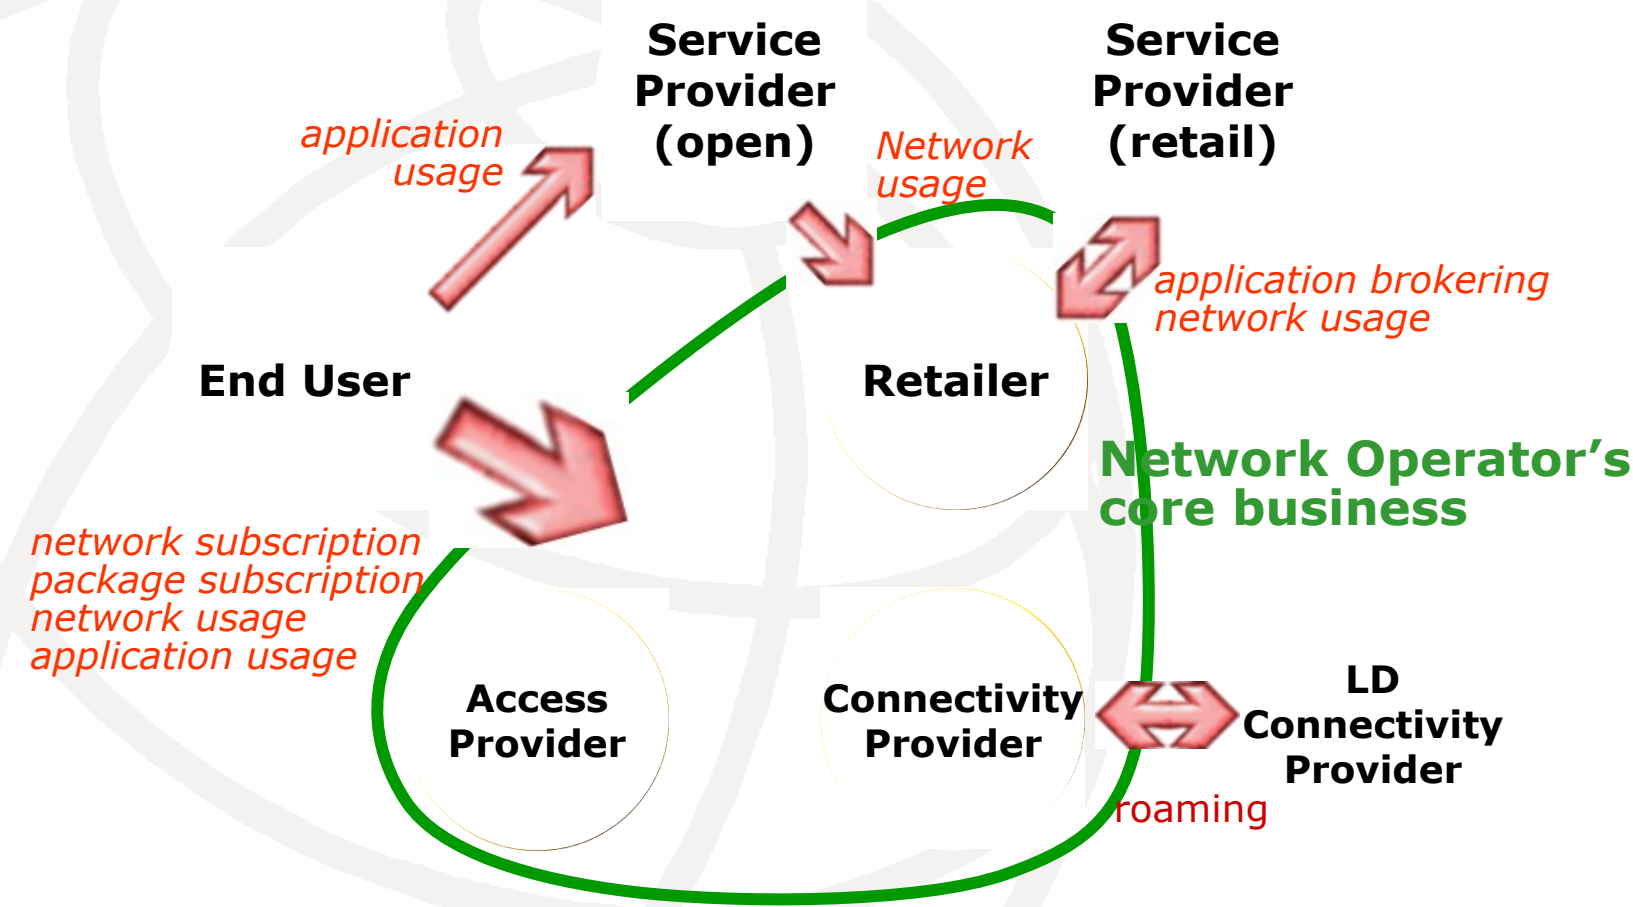 Service
Provider
(open)
Service
Provider
(retail)
application
usage
Network
usage
application brokering
network usage
End User
Retailer
Network Operator’s
core business
network subscription
package subscription
network usage
application usage
Access
Provider
Connectivity
Provider
LD
Connectivity
Provider
roaming